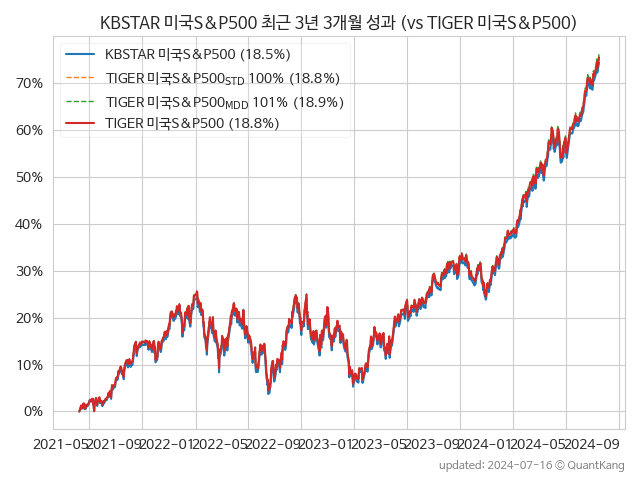 KBSTAR 미국S&P500 최근 3년 3개월 성과 (vs TIGER 미국S&P500)
KBSTAR 미국S&P500 (18.5%)
TIGER 미국S&P500STD 100% (18.8%)
TIGER 미국S&P500MDD 101% (18.9%)
TIGER 미국S&P500 (18.8%)
70%
60%
50%
40%
30%
20%
10%
0%
2021-05 2021-09 2022-01 2022-05 2022-09 2023-01 2023-05 2023-09 2024-01 2024-05 2024-09
updated: 2024-07-16 © QuantKang